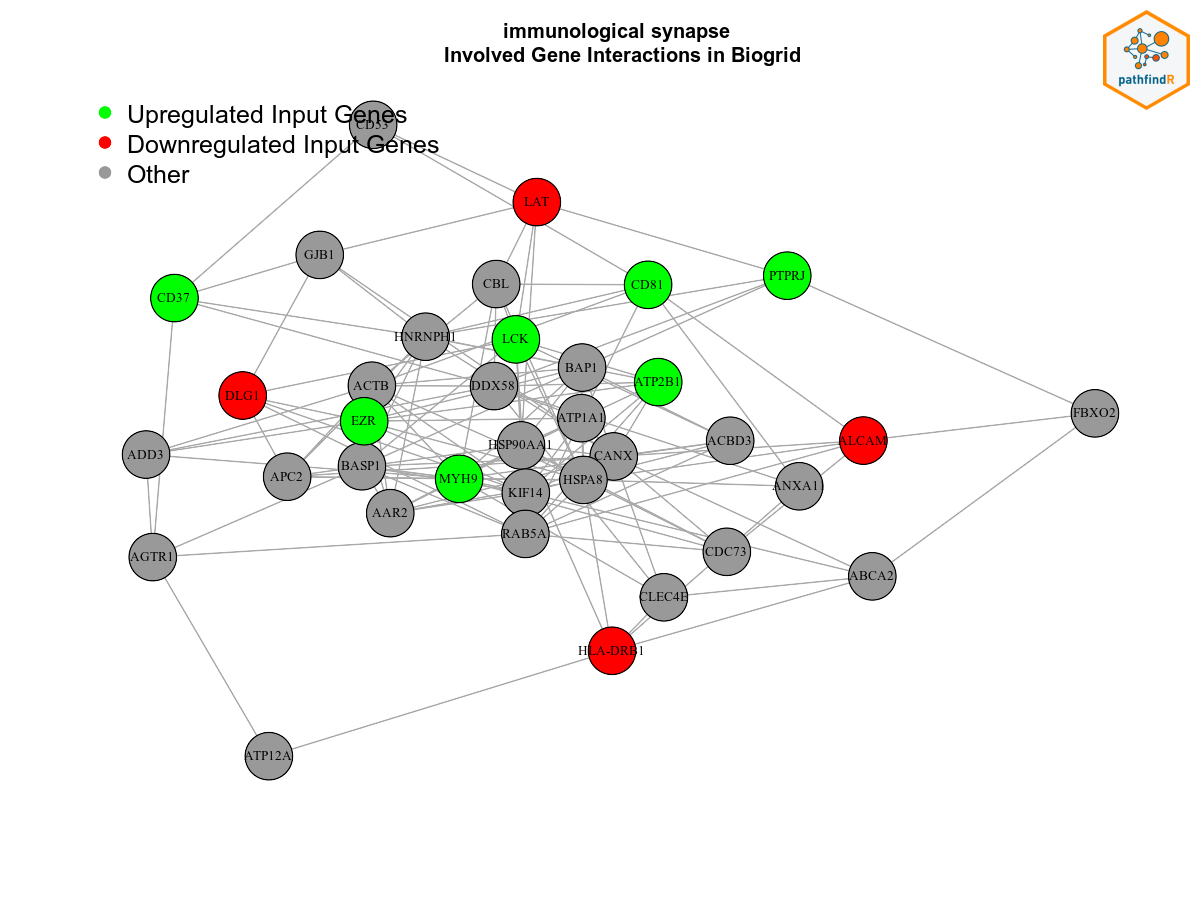 immunological synapse
Involved Gene Interactions in Biogrid
pathfindR
Upregulated Input Genes
CD53
Downregulated Input Genes
Other
LAT
GJB1
CBL
CD81
PTPRJ
CD37
HNRNPH1
LCK
BAP1
ATP2B1
DLG1
ACTB
DDX58
EZR
ATP1A1
FBXO2
ADD3
HSP90AA1
CANX
ACBD3
ALCAM
APC2
BASP1
MYH9
HSPA8
ANXA1
KIF14
AAR2
RAB5A
AGTR1
CDC73
ABCA2
CLEC4E
HLA-DRB1
ATP12A